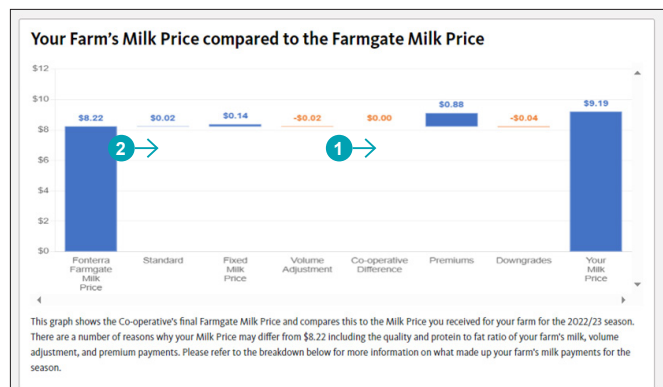 Your Farm's Milk Price compared to the Farmgate Milk Price
$12
$10
$8
$6
$4
$2
$0
$8.22
$0.02
$0.14
-$0.02
$0.00
$0.88
-$0.04
$9.19
2
1
Fonterra
Farmgate
Milk
Price
Standard
Fixed
Milk
Price
Volume
Adjustment
Co-operative
Difference
Premiums
Downgrades
Your
Milk
Price
This graph shows the Co-operative's final Farmgate Milk Price and compares this to the Milk Price you received for your farm for the 2022/23 season.
There are a number of reasons why your Milk Price may differ from $8.22 including the quality and protein to fat ratio of your farm's milk, volume
adjustment, and premium payments. Please refer to the breakdown below for more information on what made up your farm's milk payments for the
season.